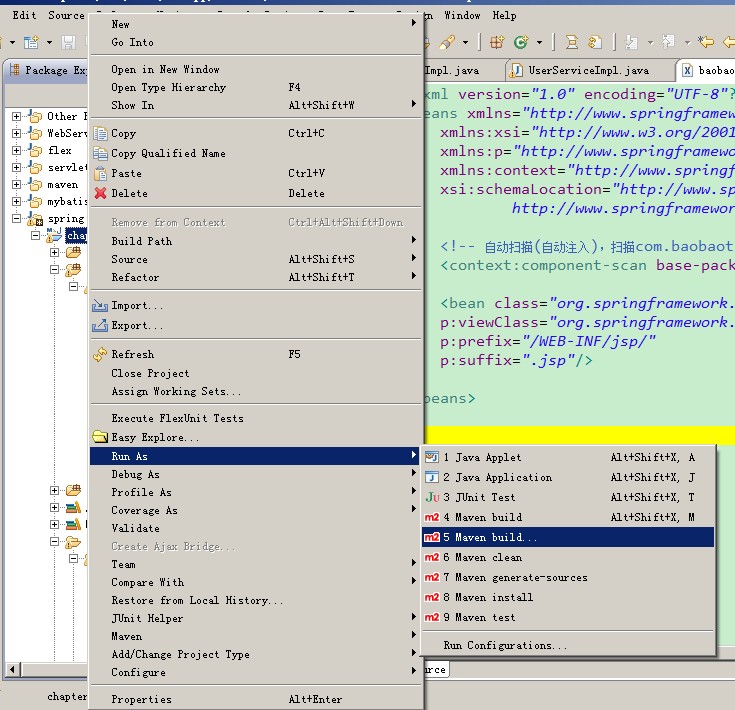 Edit Source Window Help
New
Go Into
Open in New Window
Open Type Hierarchy F4
Show In Alt+Shift+W
Copy Ctrl+C
Copy Qualified Name
Paste Ctrl+V
Delete Delete
Remove from Context Ctrl+Alt+Shift+Down
Build Path
Source Alt+Shift+S
Refactor Alt+Shift+T
Import...
Export...
Refresh F5
Close Project
Assign Working Sets...
Execute FlexUnit Tests
Easy Explore...
Run As
Debug As
Profile As
Coverage As
Validate
Create Ajax Bridge...
Team
Compare With
Restore from Local History...
JUnit Helper
Maven
Add/Change Project Type
Configure
Properties Alt+Enter
1 Java Applet Alt+Shift+X, A
2 Java Application Alt+Shift+X, J
3 JUnit Test Alt+Shift+X, T
4 Maven build Alt+Shift+X, M
5 Maven build...
6 Maven clean
7 Maven generate-sources
8 Maven install
9 Maven test
Run Configurations...
Package Exp
Other P
WebServ
flex
servlet
maven
mybatis
spring
chap
chapter
Impl.java UserServiceImpl.java baobao
xml version="1.0" encoding="UTF-8"?
eans xmlns="http://www.springframew
xmlns:xsi="http://www.w3.org/2001
xmlns:p="http://www.springframewo
xmlns:context="http://www.springf
xsi:schemaLocation="http://www.sp
http://www.springframewor
<!-- 自动扫描(自动注入)，扫描com.baobaot
<context:component-scan base-pack
<bean class="org.springframework.
p:viewClass="org.springframework.
p:prefix="/WEB-INF/jsp/"
p:suffix=".jsp"/>
beans>
urce